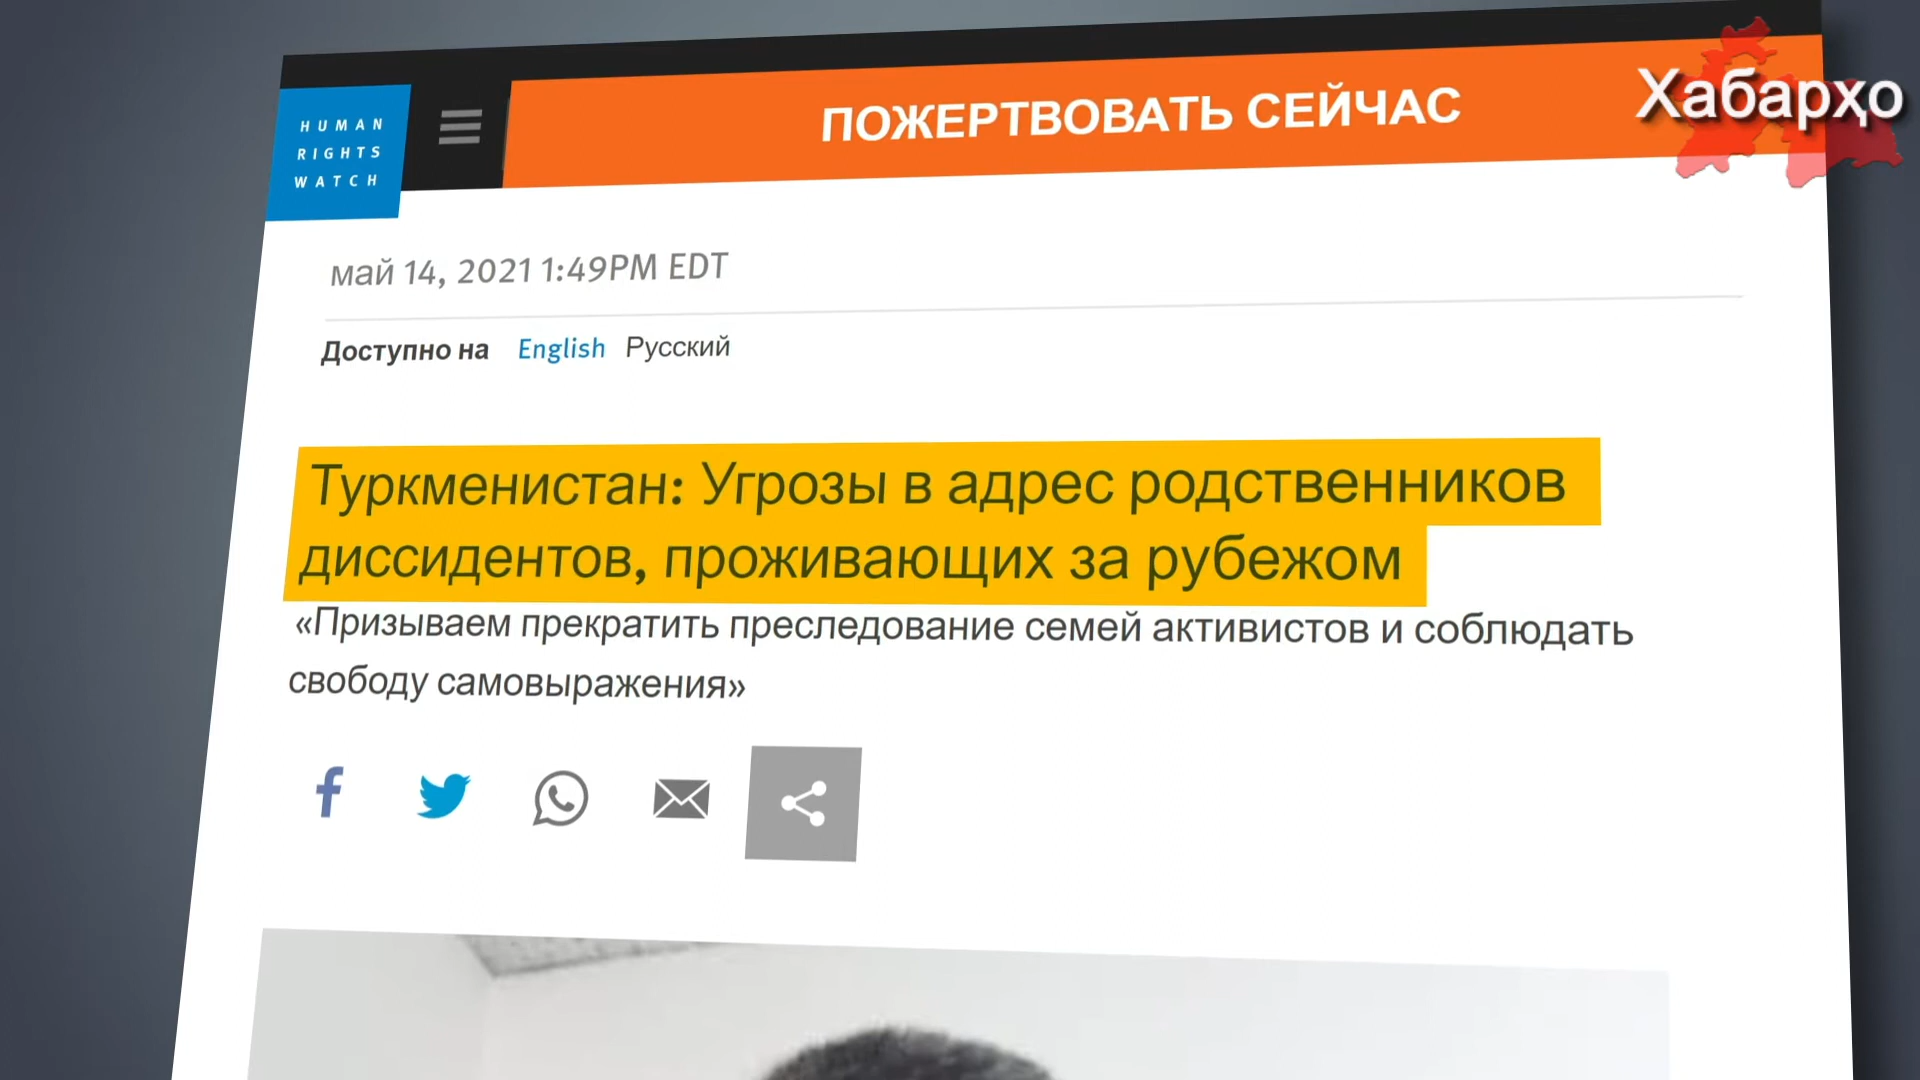 Хабарҳо
HUMAN
RIGHTS
WATCH
ПОЖЕРТВОВАТЬ СЕЙЧАС
май 14, 2021 1:49PM EDT
Доступно на English Русский
Туркменистан: Угрозы в адрес родственников
диссидентов, проживающих за рубежом
«Призываем прекратить преследование семей активистов и соблюдать
свободу самовыражения»